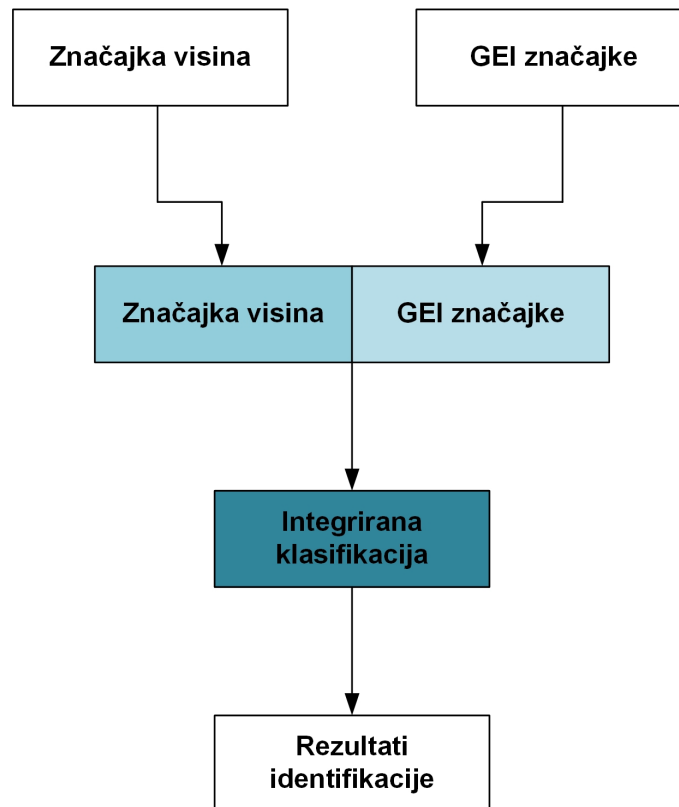 Značajka visina
GEI značajke
Značajka visina
GEI značajke
Integrirana
klasifikacija
Rezultati
identifikacije